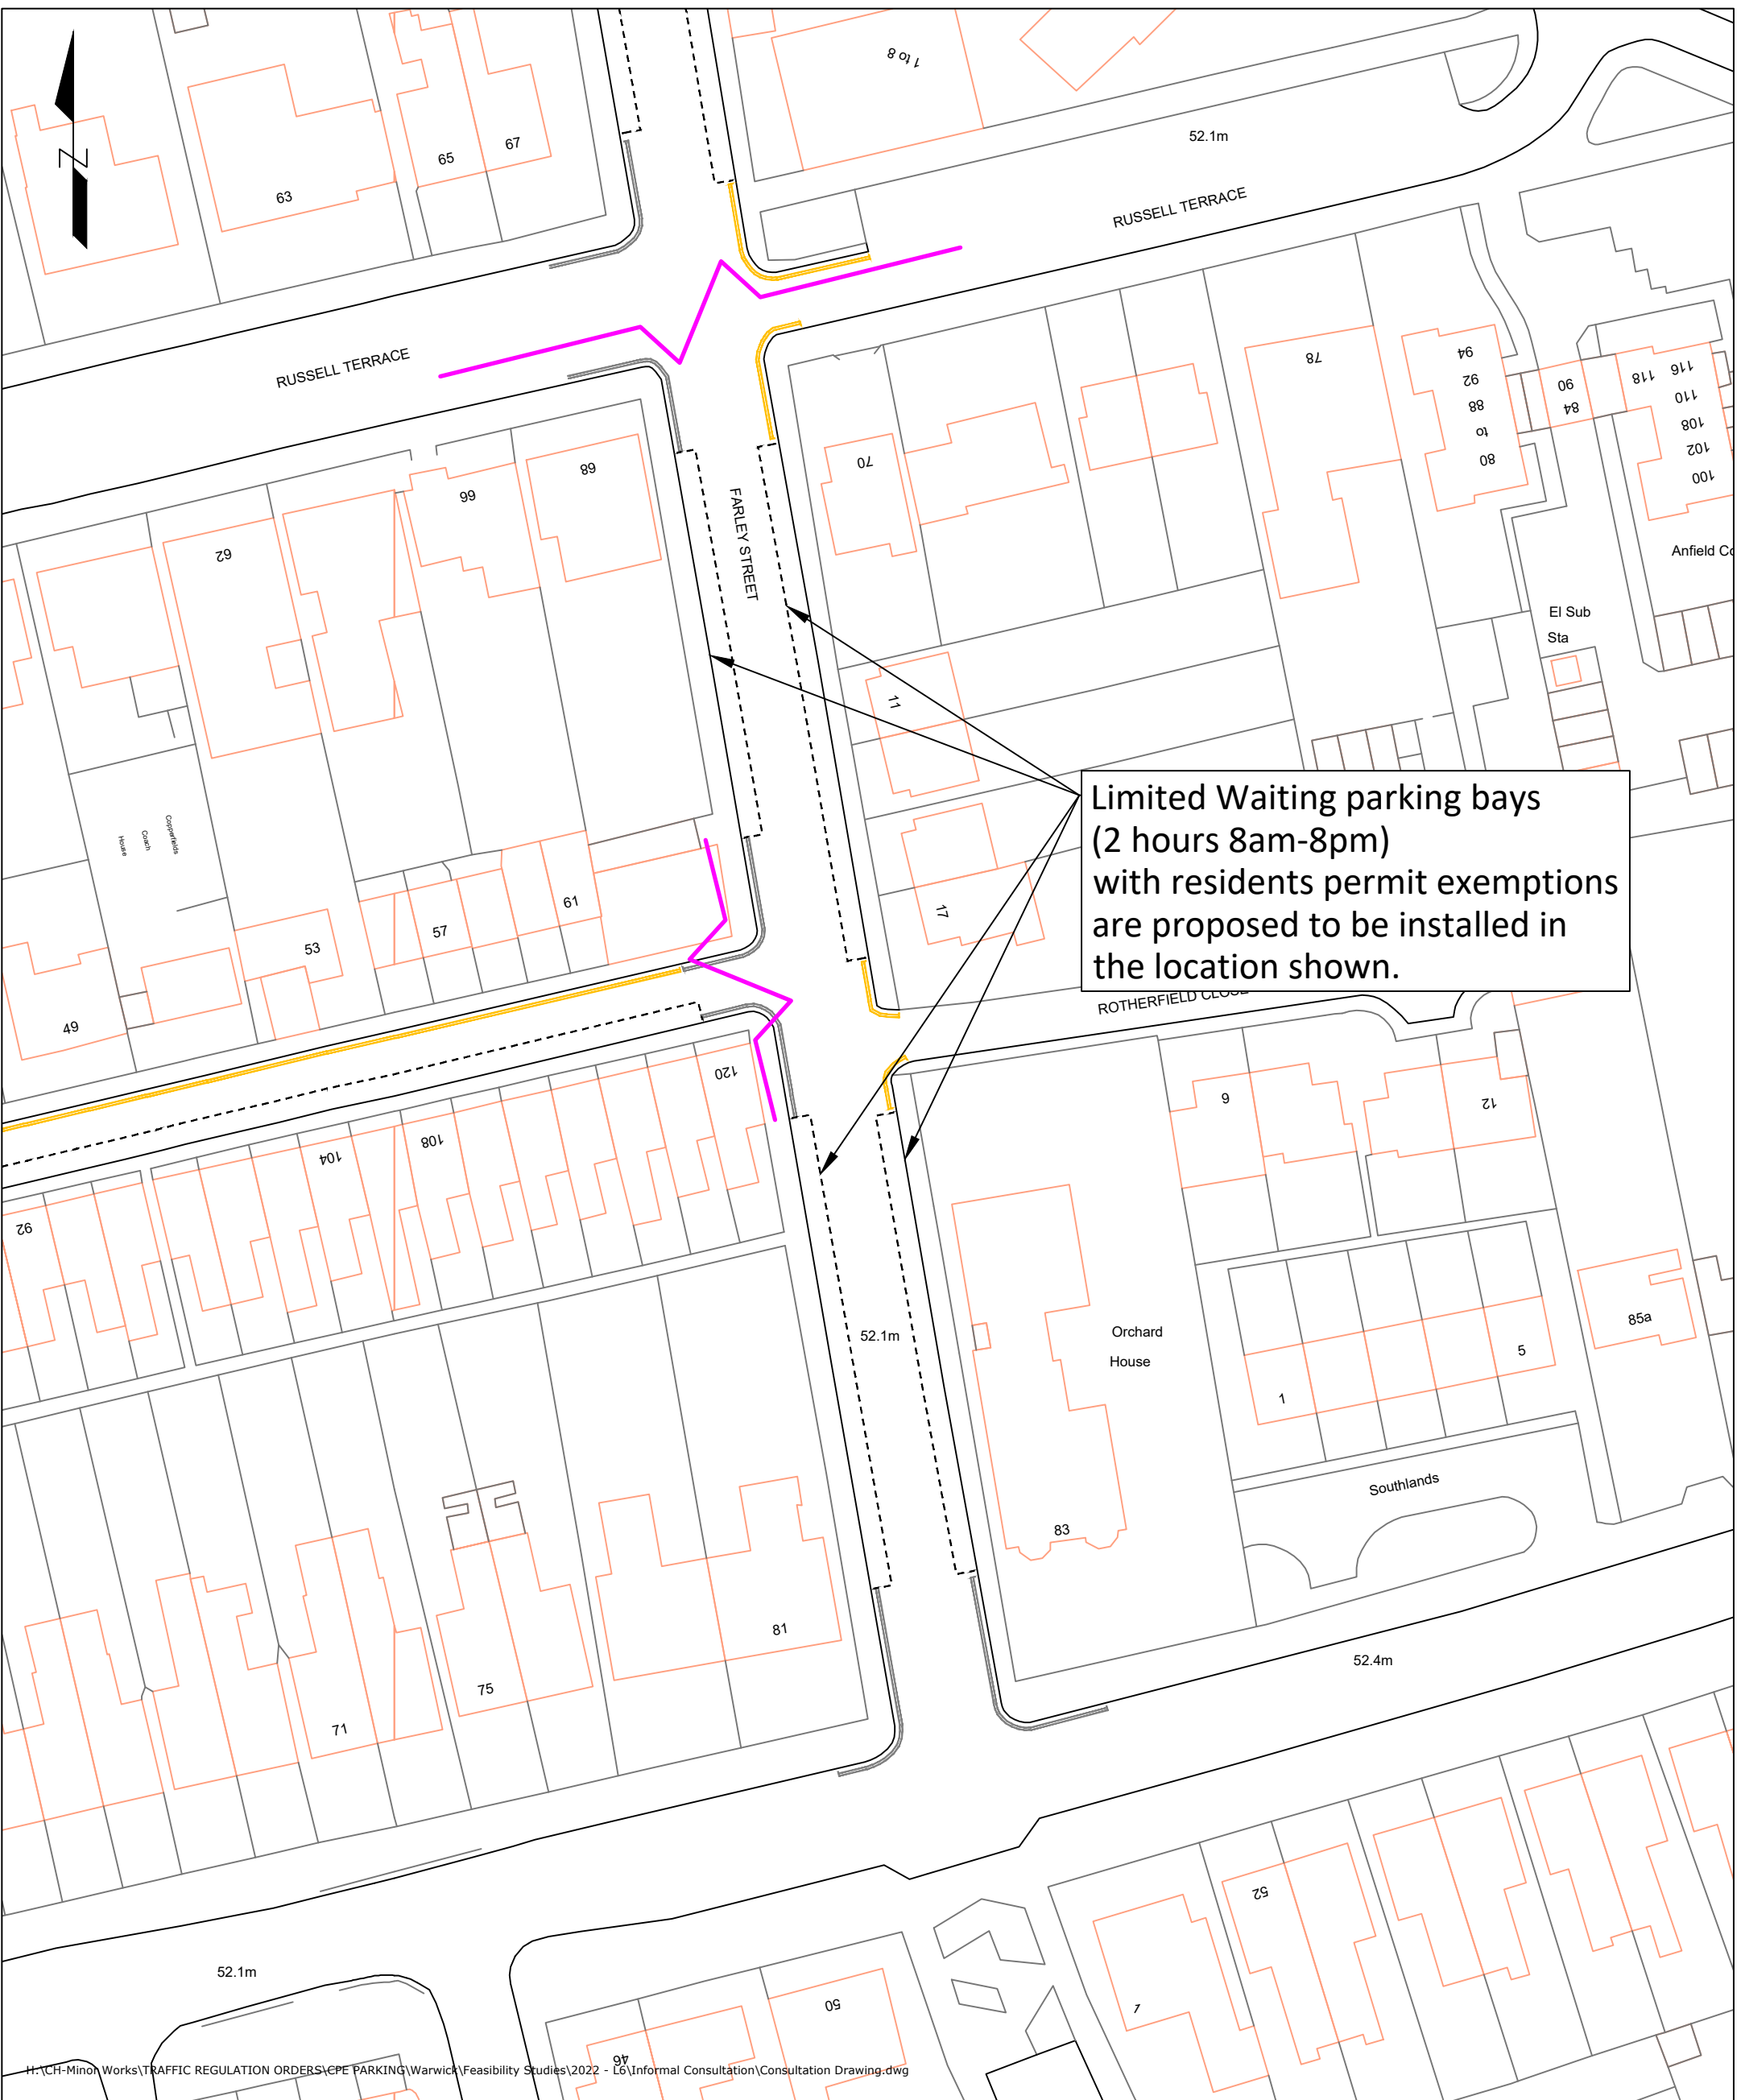 1 to 8
52.1m
65
67
63
RUSSELL TERRACE
N
RUSSELL TERRACE
78
94
92
88
to
80
90
84
118
116
110
108
102
100
70
68
66
62
FARLEY STREET
El Sub
Sta
11
Limited Waiting parking bays
(2 hours 8am-8pm)
with residents permit exemptions
are proposed to be installed in
the location shown.
Copperfields
Coach
House
61
57
53
49
17
120
108
104
92
9
12
52.1m
Orchard
House
85a
5
1
Southlands
83
81
75
71
52.4m
52.1m
52
50
46
1
H:\CH-Minor Works\TRAFFIC REGULATION ORDERS\CPE PARKING\Warwick\Feasibility Studies\2022 - L6\Informal Consultation\Consultation Drawing.dwg